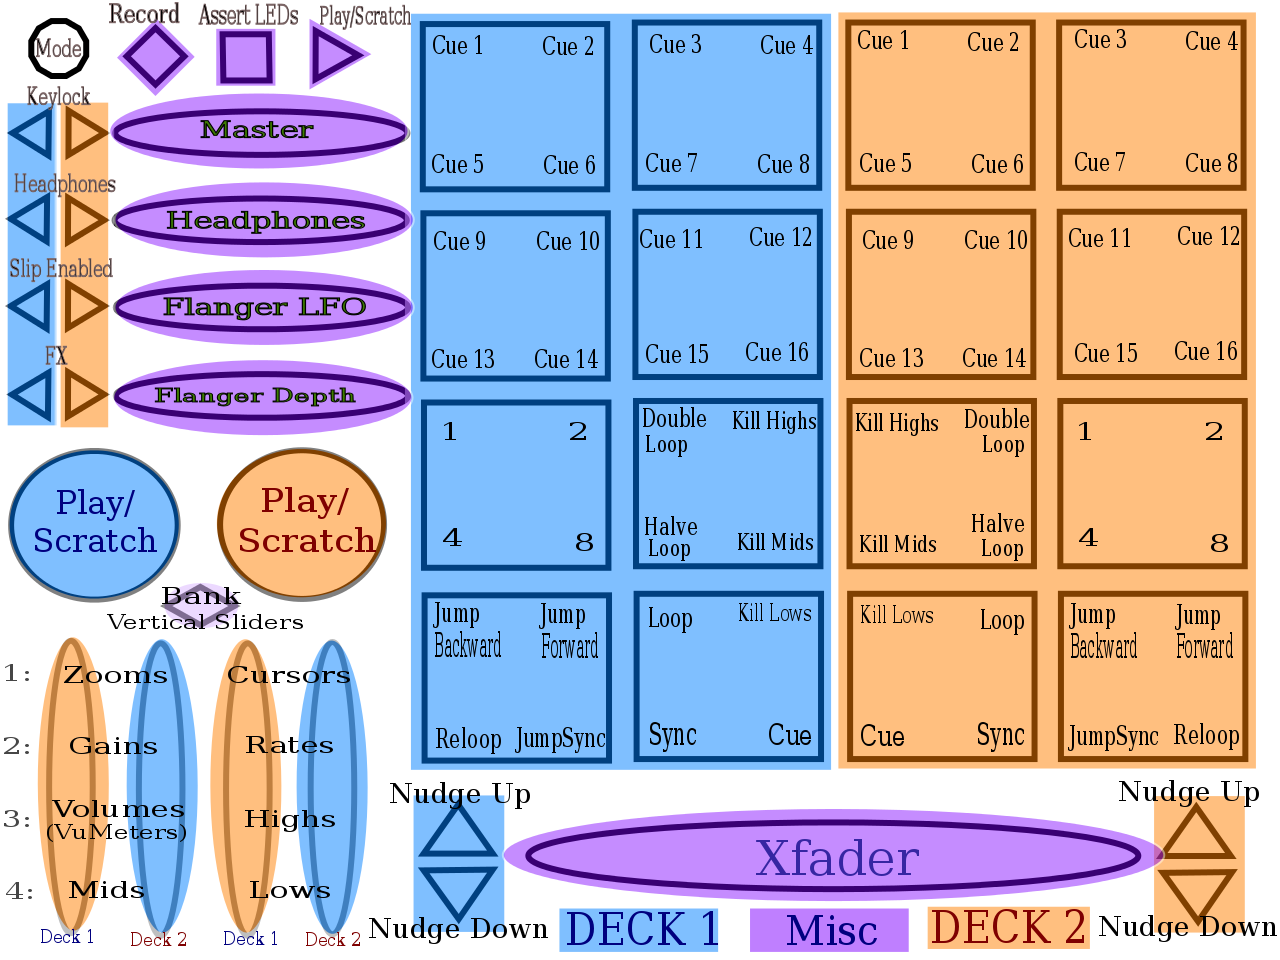 Record
Assert LEDs
Play/Scratch
Mode
Keylock
Master
Headphones
Headphones
Slip Enabled
Flanger LFO
FX
Flanger Depth
Play/
Scratch
Play/
Scratch
Bank
Vertical Sliders
1:
Zooms
Cursors
2:
Gains
Rates
3:
Volumes
(VuMeters)
Highs
4:
Mids
Lows
Deck 1
Deck 2
Deck 1
Deck 2
Cue 1
Cue 2
Cue 5
Cue 6
Cue 3
Cue 4
Cue 7
Cue 8
Cue 1
Cue 2
Cue 5
Cue 6
Cue 3
Cue 4
Cue 7
Cue 8
Cue 9
Cue 10
Cue 13
Cue 14
Cue 11
Cue 12
Cue 15
Cue 16
Cue 9
Cue 10
Cue 13
Cue 14
Cue 11
Cue 12
Cue 15
Cue 16
1
2
4
8
Double
Loop
Kill Highs
Halve
Loop
Kill Mids
Kill Highs
Double
Loop
Kill Mids
Halve
Loop
1
2
4
8
Jump
Backward
Jump
Forward
Reloop
JumpSync
Loop
Kill Lows
Sync
Cue
Kill Lows
Loop
Cue
Sync
Jump
Backward
Jump
Forward
JumpSync
Reloop
Nudge Up
Nudge Down
Xfader
Nudge Up
Nudge Down
DECK 1
Misc
DECK 2